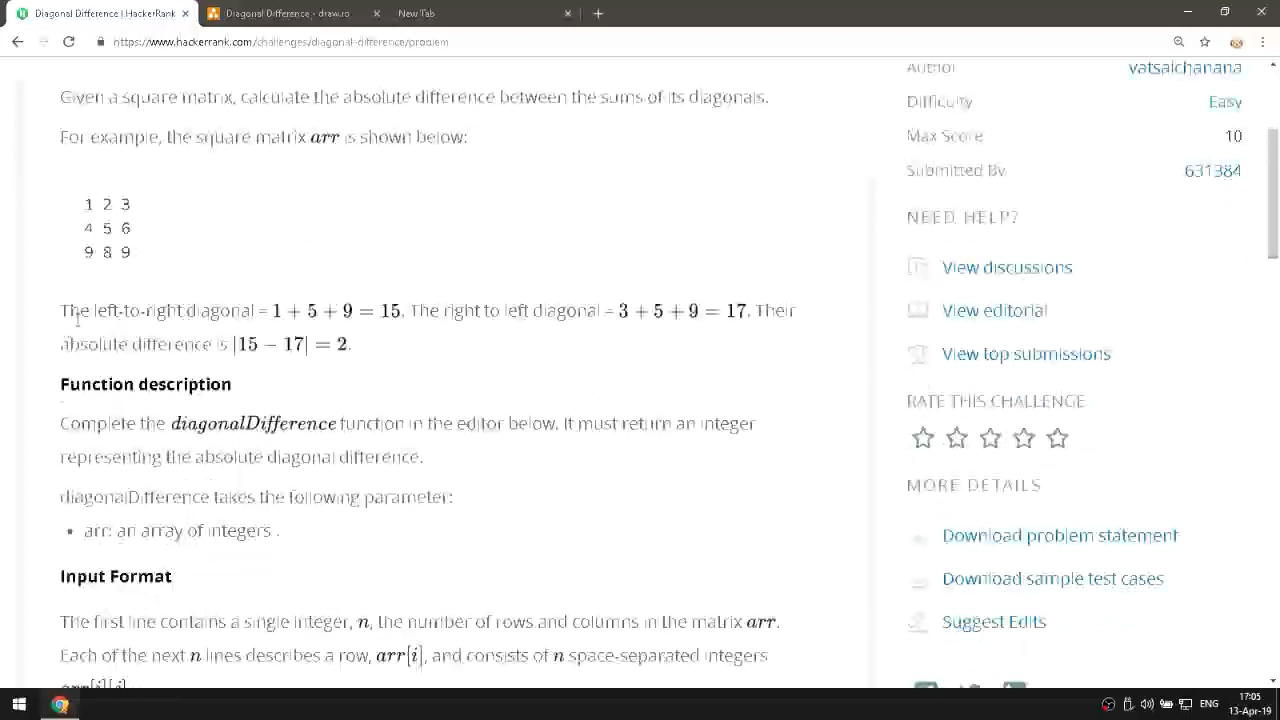 Diagonal Difference | HackerRank
Diagonal Difference - draw.io
New Tab
https://www.hackerrank.com/challenges/diagonal-difference/problem
Given a square matrix, calculate the absolute difference between the sums of its diagonals.
For example, the square matrix arr is shown below:
1 2 3
4 5 6
9 8 9
The left-to-right diagonal = 1 + 5 + 9 = 15. The right to left diagonal = 3 + 5 + 9 = 17. Their
absolute difference is |15 − 17| = 2.
Function description
Complete the diagonalDifference function in the editor below. It must return an integer
representing the absolute diagonal difference.
diagonalDifference takes the following parameter:
• arr: an array of integers .
Input Format
The first line contains a single integer, n, the number of rows and columns in the matrix arr.
Each of the next n lines describes a row, arr[i], and consists of n space-separated integers
arr[i][j].
Author vatsalchanana
Difficulty Easy
Max Score 10
Submitted By 631384
NEED HELP?
View discussions
View editorial
View top submissions
RATE THIS CHALLENGE
MORE DETAILS
Download problem statement
Download sample test cases
Suggest Edits
ENG
17:05
13-Apr-19